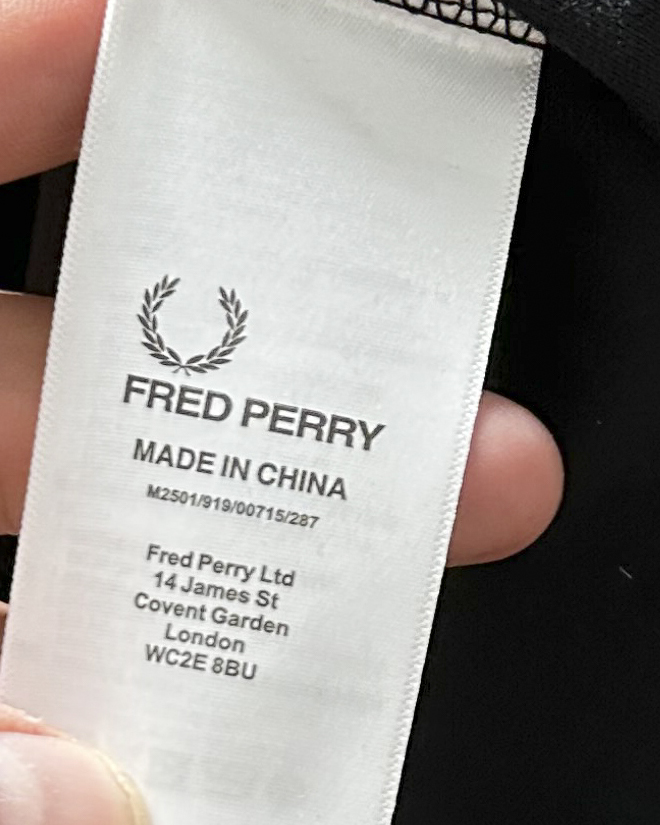 FRED PERRY
MADE IN CHINA
M2501/919/00715/287
Fred Perry Ltd
14 James St
Covent Garden
London
WC2E 8BU